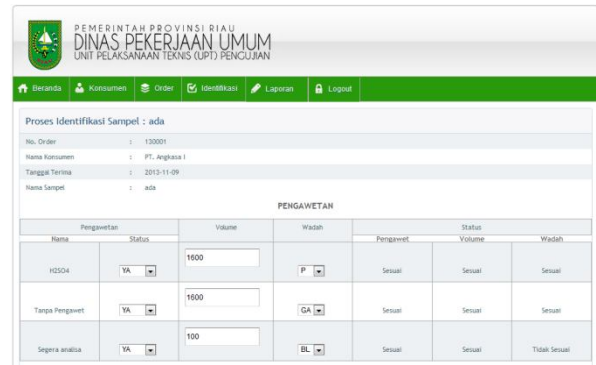 PEMERINTAH PROVINSI RIAU
DINAS PEKERJAAN UMUM
UNIT PELAKSANAAN TEKNIS (UPT) PENGUJIAN
Beranda Konsumen Order Identifikasi Laporan Logout
Proses Identifikasi Sampel : ada
No. Order : 130001
Nama Konsumen : PT. Angkasa I
Tanggal Terima : 2013-11-09
Nama Sampel : ada
PENGAWETAN
Pengawetan Volume Wadah Status
Nama Status Pengawet Volume Wadah
H2SO4 YA 1600 P Sesuai Sesuai Sesuai
Tanpa Pengawet YA 1600 GA Sesuai Sesuai Sesuai
Segera analisa YA 100 BL Sesuai Sesuai Tidak Sesuai